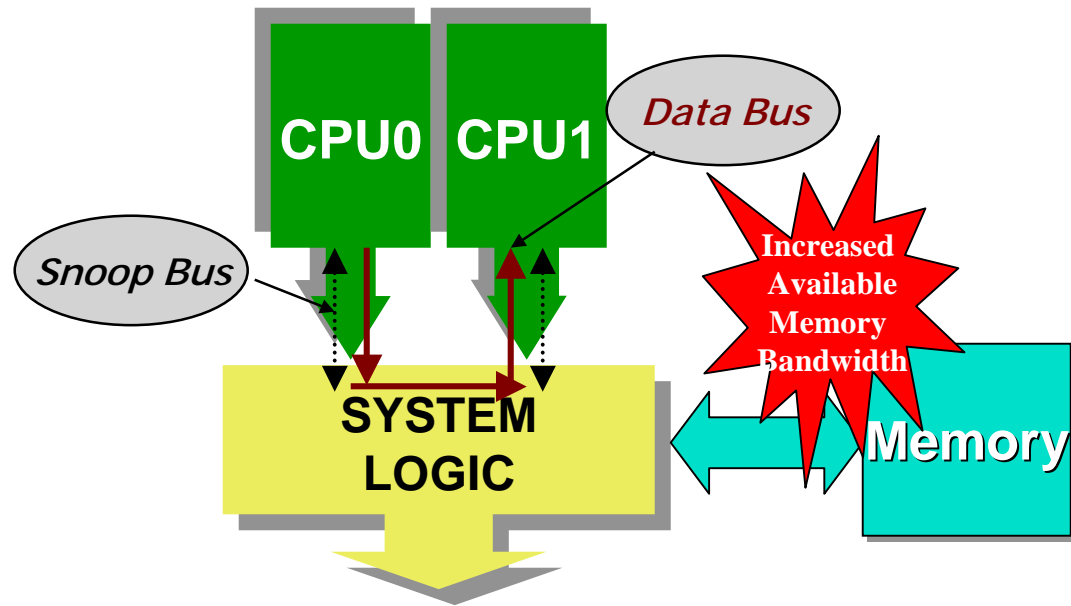 CPU0
CPU1
Data Bus
Snoop Bus
Increased
Available
Memory
Bandwidth
SYSTEM
LOGIC
Memory